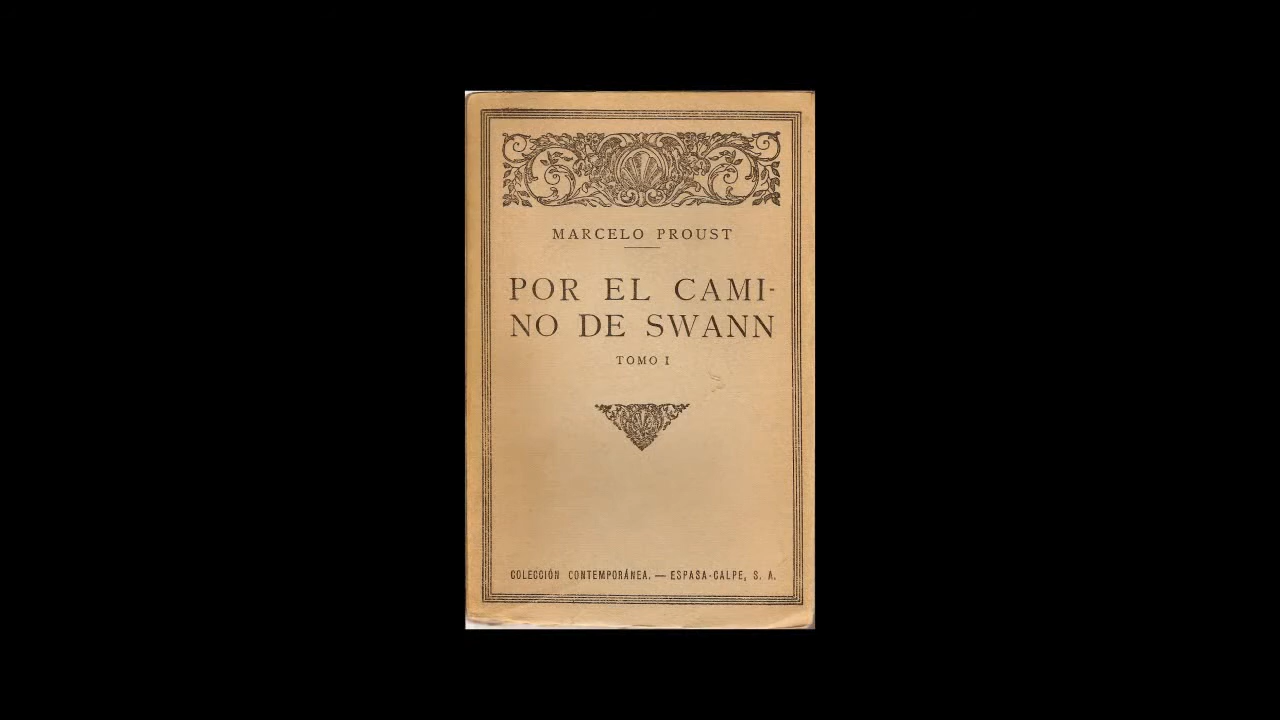 MARCELO PROUST
POR EL CAMI-
NO DE SWANN
TOMO I
COLECCIÓN CONTEMPORÁNEA. — ESPASA-CALPE, S. A.